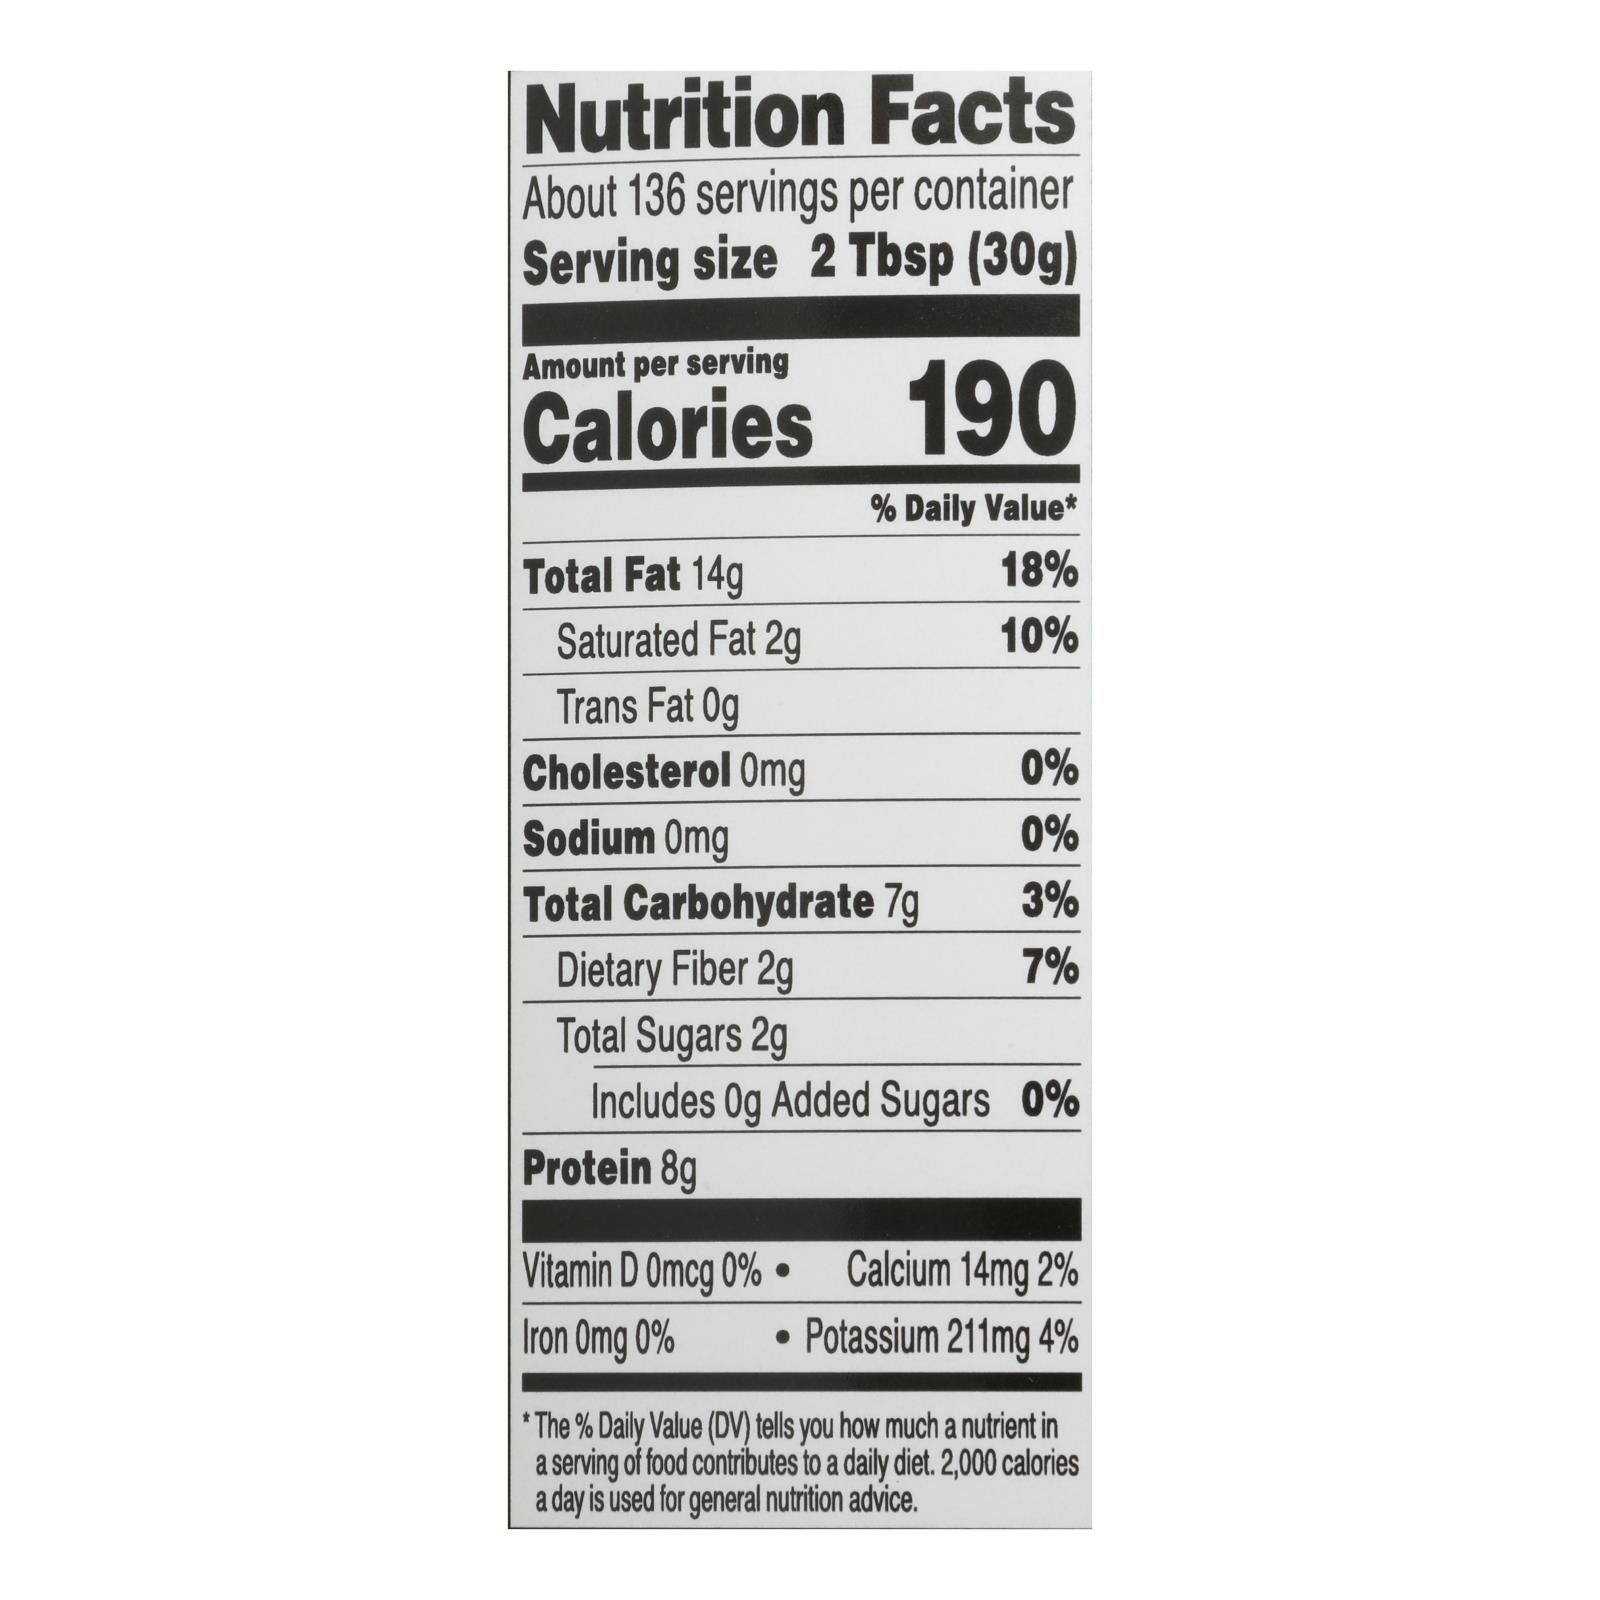 Nutrition Facts
About 136 servings per container
Serving size 2 Tbsp (30g)
Amount per serving
Calories 190
% Daily Value*
Total Fat 14g 18%
Saturated Fat 2g 10%
Trans Fat 0g
Cholesterol 0mg 0%
Sodium 0mg 0%
Total Carbohydrate 7g 3%
Dietary Fiber 2g 7%
Total Sugars 2g
Includes 0g Added Sugars 0%
Protein 8g
Vitamin D 0mcg 0% • Calcium 14mg 2%
Iron 0mg 0% • Potassium 211mg 4%
* The % Daily Value (DV) tells you how much a nutrient in
a serving of food contributes to a daily diet. 2,000 calories
a day is used for general nutrition advice.